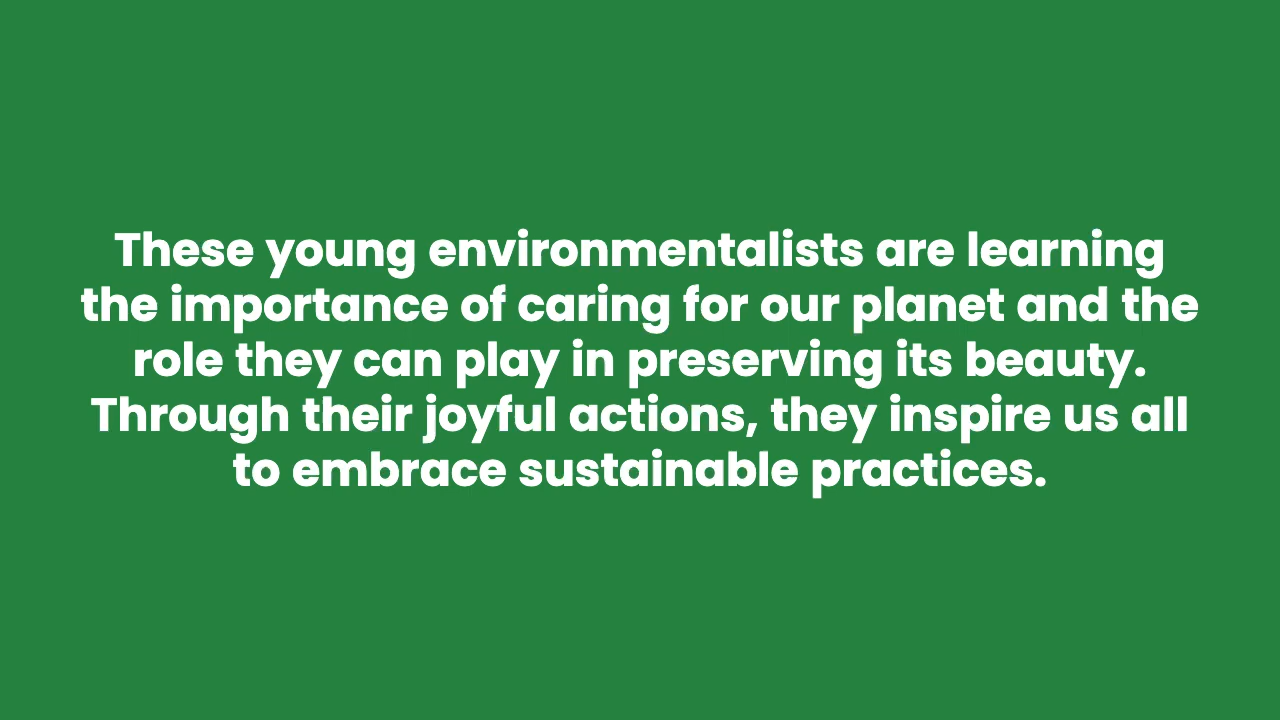 These young environmentalists are learning
the importance of caring for our planet and the
role they can play in preserving its beauty.
Through their joyful actions, they inspire us all
to embrace sustainable practices.